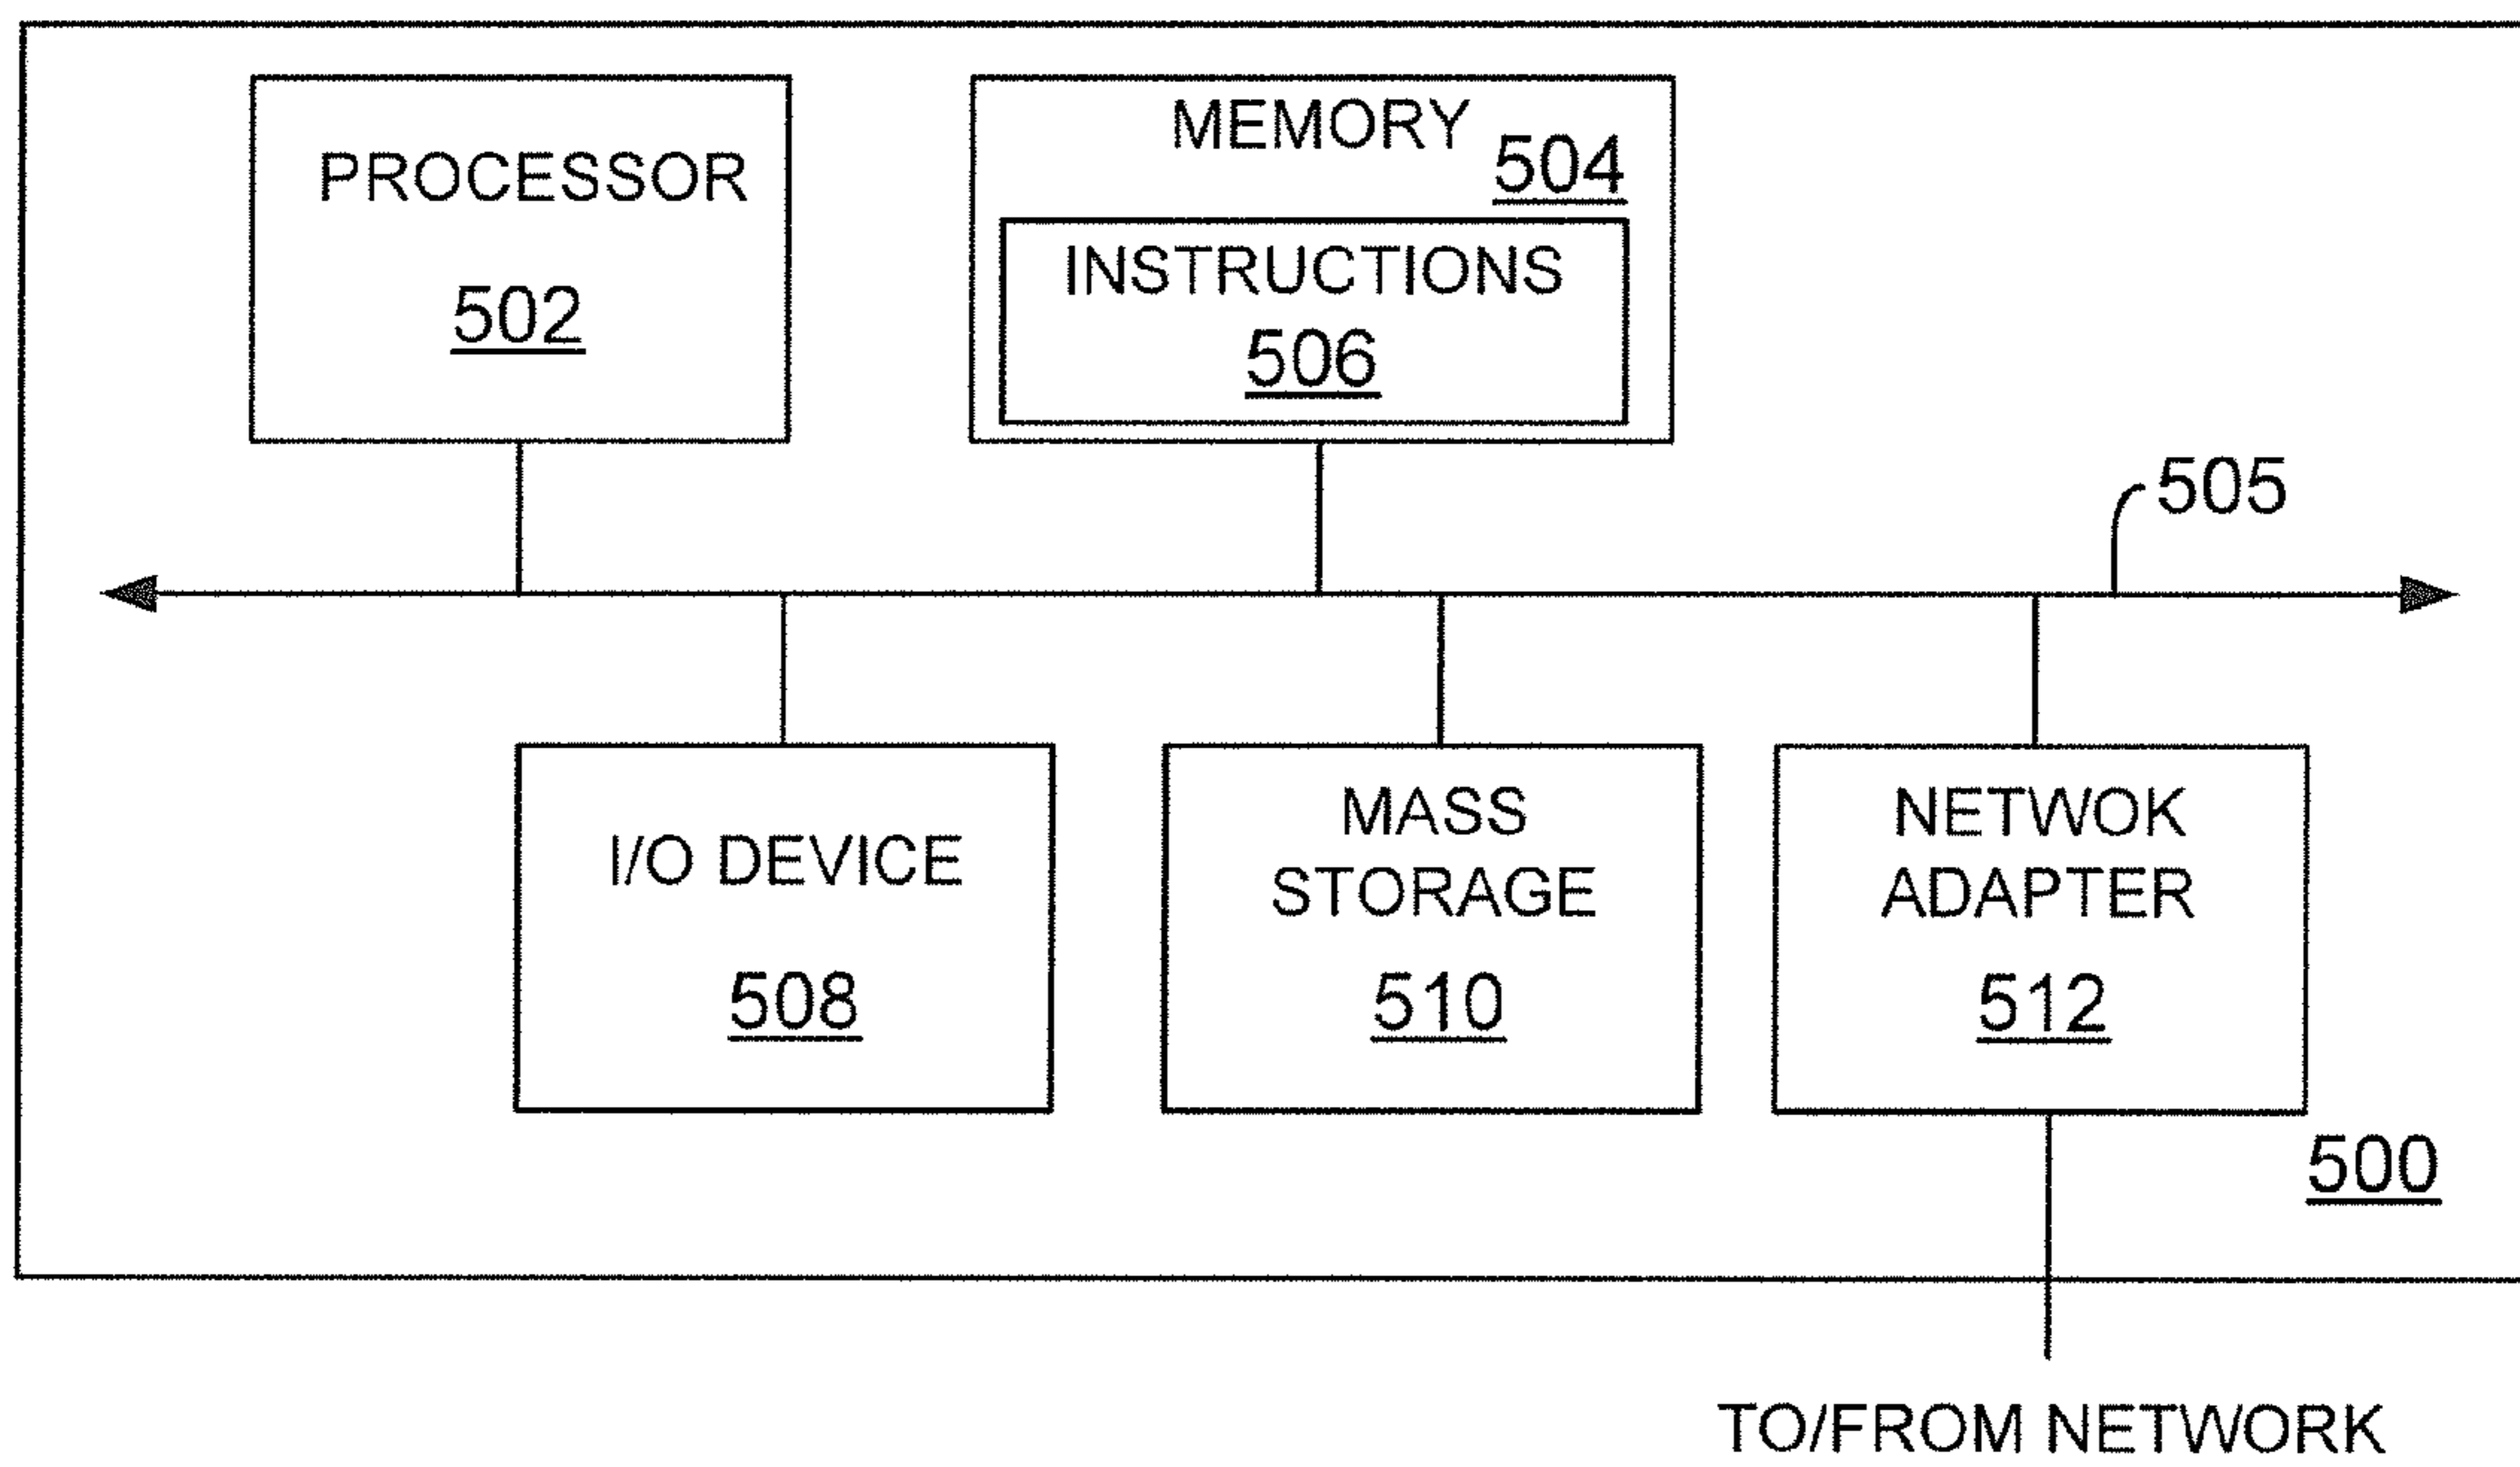 PROCESSOR
502
MEMORY
504
INSTRUCTIONS
506
505
I/O DEVICE
508
MASS
STORAGE
510
NETWOK
ADAPTER
512
500
TO/FROM NETWORK